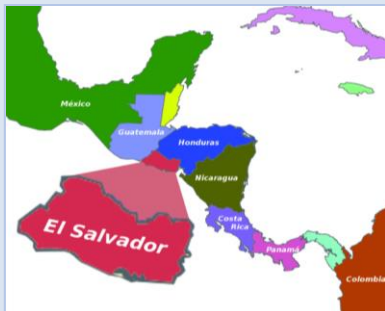 México
Guatemala
Honduras
Nicaragua
El Salvador
Costa
Rica
Panamá
Colombia